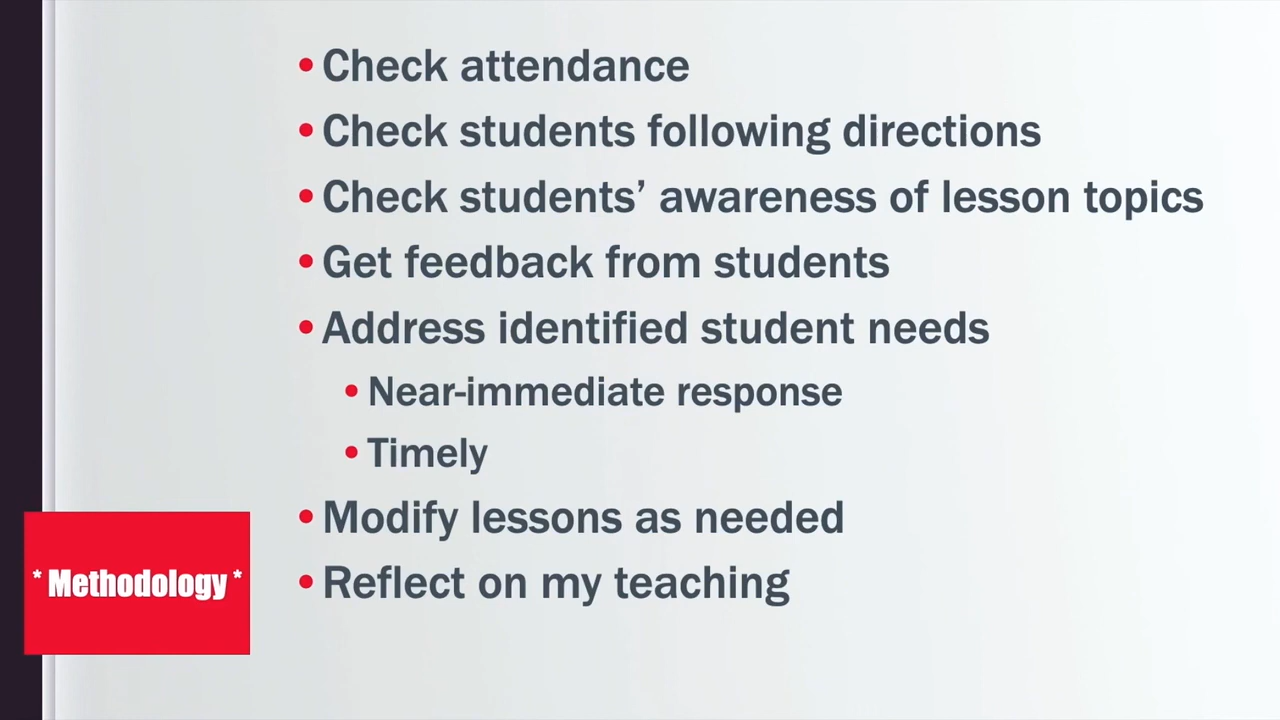 • Check attendance
• Check students following directions
• Check students’ awareness of lesson topics
• Get feedback from students
• Address identified student needs
• Near-immediate response
• Timely
• Modify lessons as needed
• Reflect on my teaching
* Methodology *